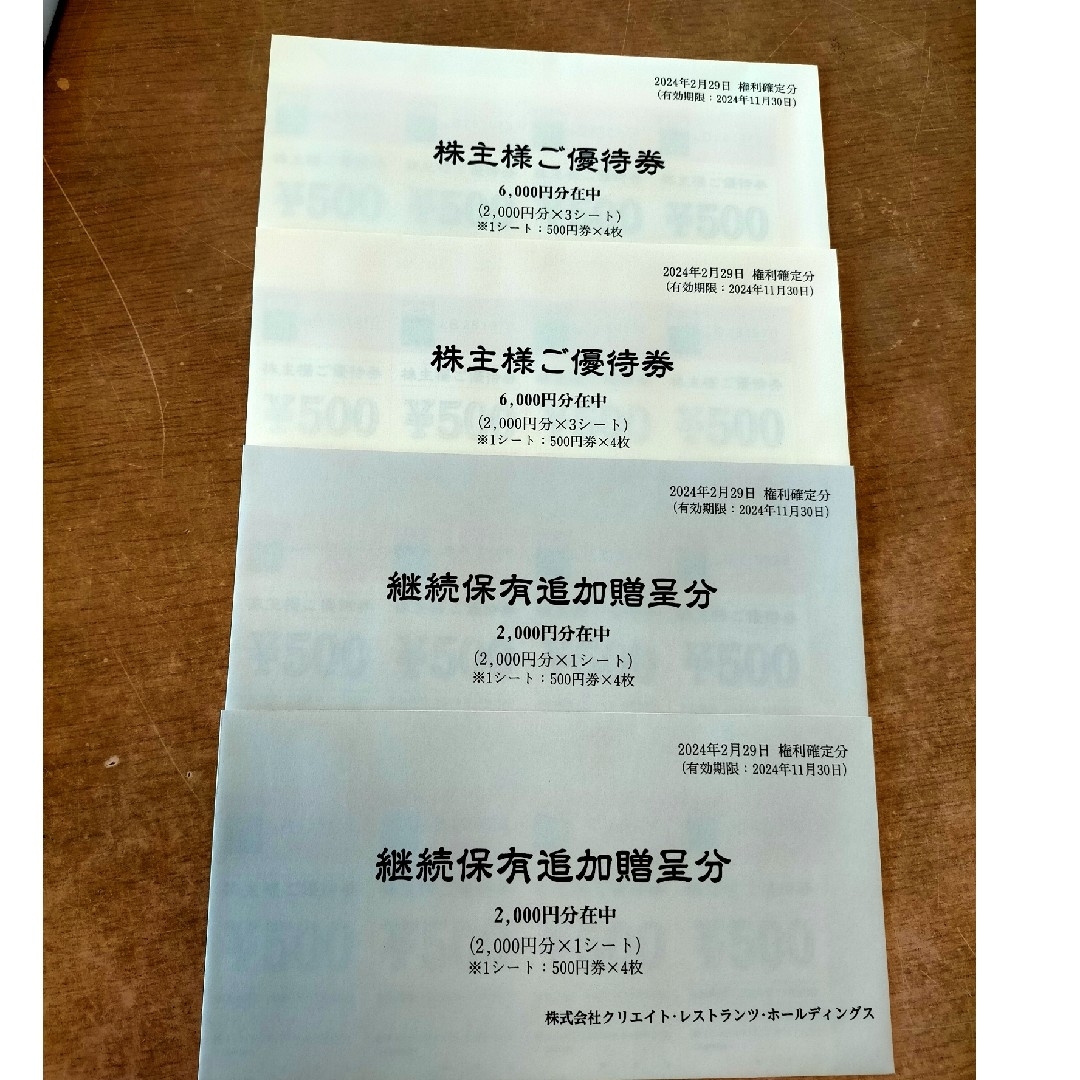 2024年2月29日 権利確定分
(有効期限:2024年11月30日)
株主様ご優待券
6,000円分在中
(2,000円分×3シート)
※1シート:500円券×4枚
¥500
¥500
2024年2月29日 権利確定分
(有効期限:2024年11月30日)
株主様ご優待券
6,000円分在中
(2,000円分×3シート)
※1シート:500円券×4枚
¥500
¥500
2024年2月29日 権利確定分
(有効期限:2024年11月30日)
継続保有追加贈呈分
2,000円分在中
(2,000円分×1シート)
※1シート:500円券×4枚
¥500
¥500
2024年2月29日 権利確定分
(有効期限:2024年11月30日)
継続保有追加贈呈分
2,000円分在中
(2,000円分×1シート)
※1シート:500円券×4枚
¥500
株式会社クリエイト・レストランツ・ホールディングス